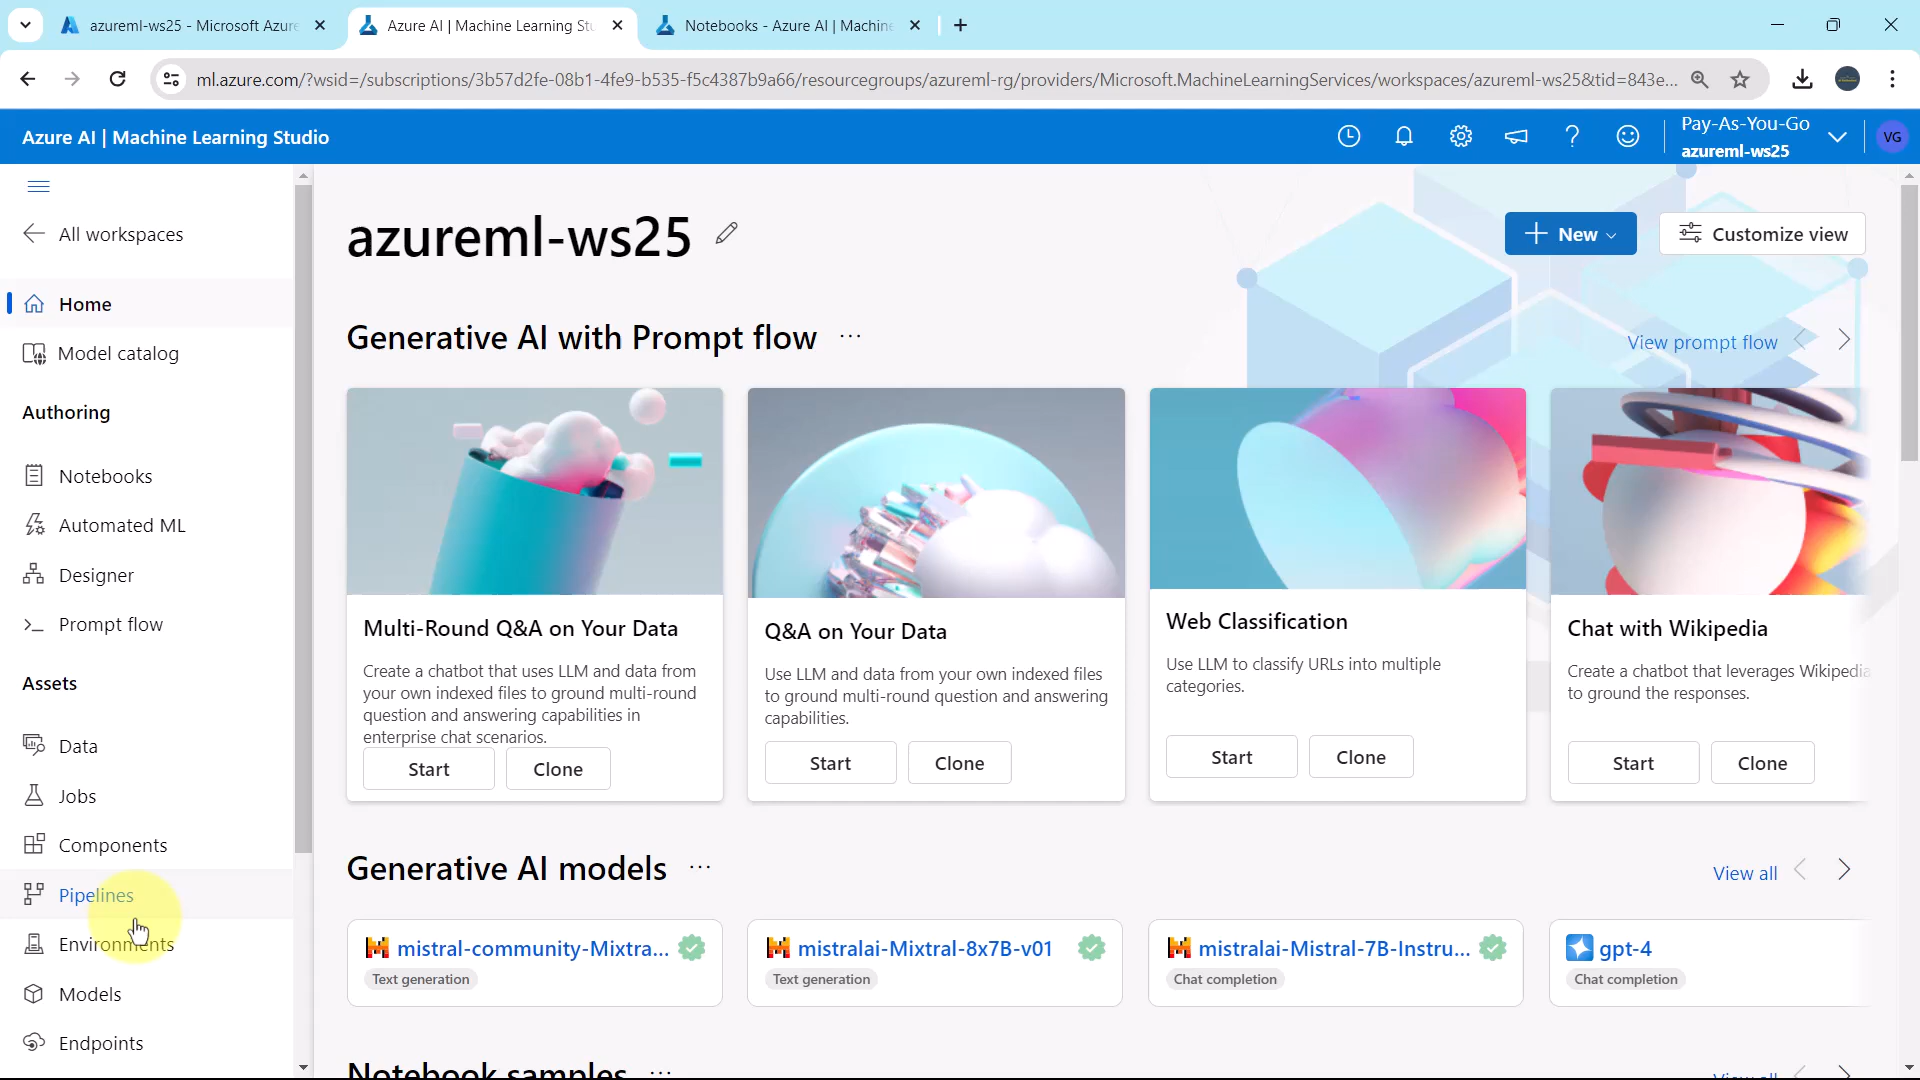 azureml-ws25 - Microsoft Azure
Azure AI | Machine Learning Stu
Notebooks - Azure AI | Machine
ml.azure.com/?wsid=/subscriptions/3b57d2fe-08b1-4fe9-b535-f5c4387b9a66/resourcegroups/azureml-rg/providers/Microsoft.MachineLearningServices/workspaces/azureml-ws25&tid=843e...
Azure AI | Machine Learning Studio
Pay-As-You-Go
azureml-ws25
VG
All workspaces
Home
Model catalog
Authoring
Notebooks
Automated ML
Designer
Prompt flow
Assets
Data
Jobs
Components
Pipelines
Environments
Models
Endpoints
azureml-ws25
New
Customize view
Generative AI with Prompt flow ...
View prompt flow
Multi-Round Q&A on Your Data
Create a chatbot that uses LLM and data from
your own indexed files to ground multi-round
question and answering capabilities in
enterprise chat scenarios.
Start
Clone
Q&A on Your Data
Use LLM and data from your own indexed files
to ground multi-round question and answering
capabilities.
Start
Clone
Web Classification
Use LLM to classify URLs into multiple
categories.
Start
Clone
Chat with Wikipedia
Create a chatbot that leverages Wikipedia
to ground the responses.
Start
Clone
Generative AI models ...
View all
mistral-community-Mixtra...
Text generation
mistralai-Mixtral-8x7B-v01
Text generation
mistralai-Mistral-7B-Instru...
Chat completion
gpt-4
Chat completion
Notebook samples ...
View all